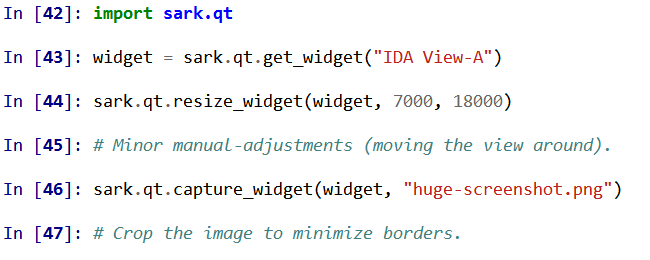 In [42]: import sark.qt
In [43]: widget = sark.qt.get_widget("IDA View-A")
In [44]: sark.qt.resize_widget(widget, 7000, 18000)
In [45]: # Minor manual-adjustments (moving the view around).
In [46]: sark.qt.capture_widget(widget, "huge-screenshot.png")
In [47]: # Crop the image to minimize borders.